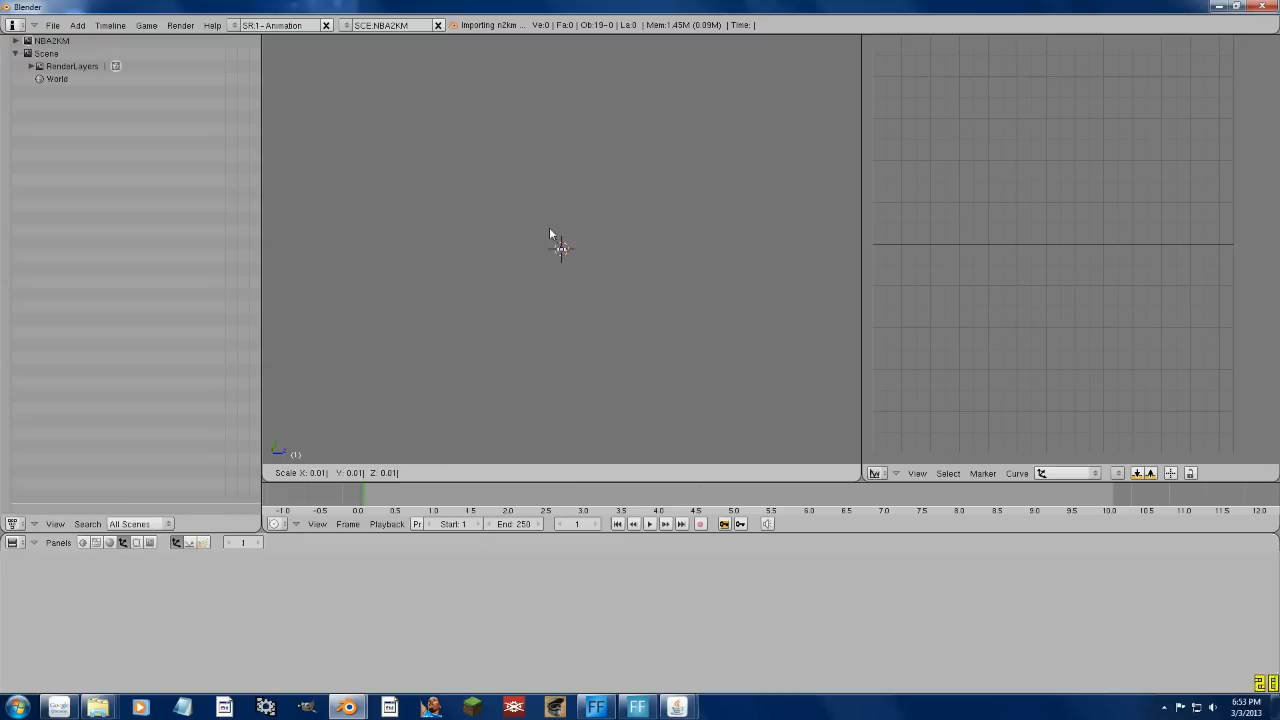 Blender
File Add Timeline Game Render Help SR:1 - Animation SCE:NBA2KM Importing n2km ... Ve:0 | Fa:0 | Ob:19-0 | La:0 | Mem:1.45M (0.09M) | Time: |
NBA2KM
Scene
RenderLayers |
World
(1)
Scale X: 0.01| Y: 0.01| Z: 0.01|
View Select Marker Curve
-1.0 -0.5 0.0 0.5 1.0 1.5 2.0 2.5 3.0 3.5 4.0 4.5 5.0 5.5 6.0 6.5 7.0 7.5 8.0 8.5 9.0 9.5 10.0 10.5 11.0 11.5 12.0
View Search All Scenes View Frame Playback Pr Start: 1 End: 250 1
Panels 1
Google
FF FF
28
6:53 PM
3/3/2013